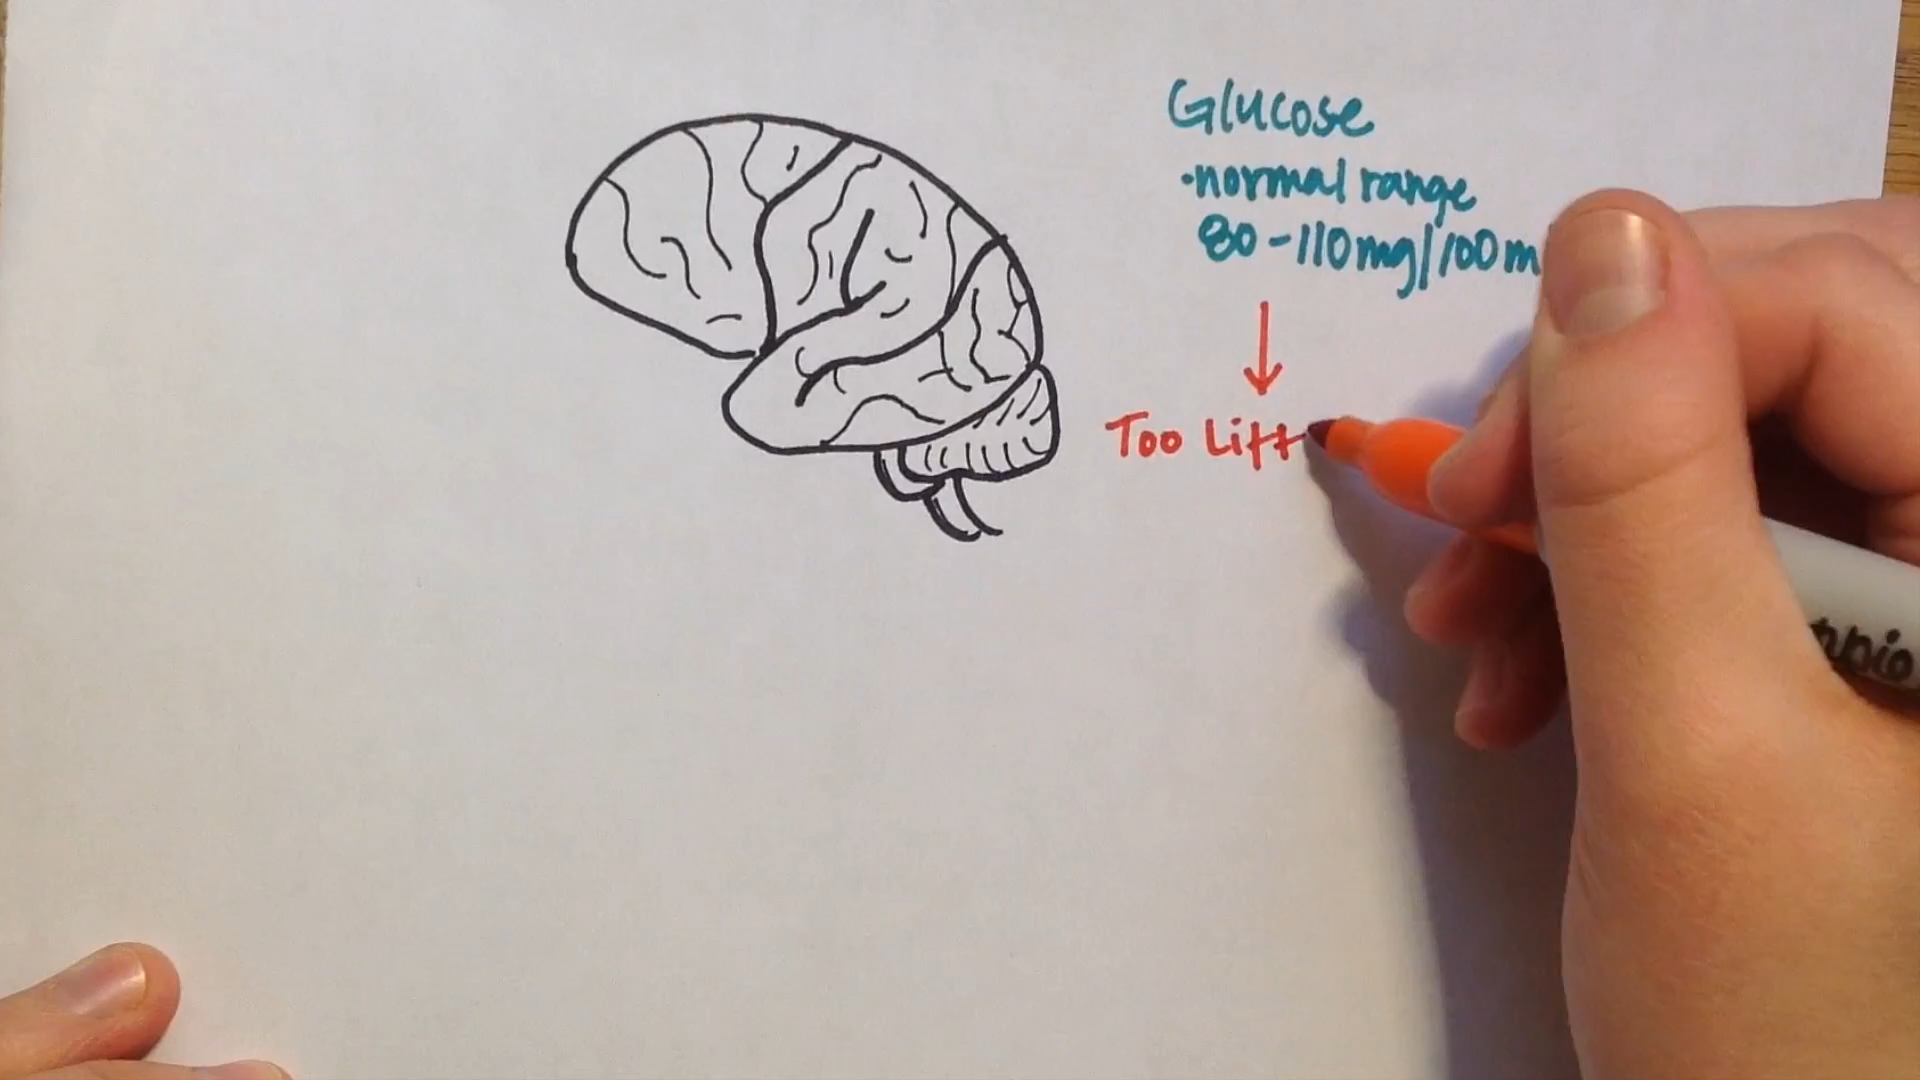 Glucose
·normal range
80-110mg/100m
Too Litt